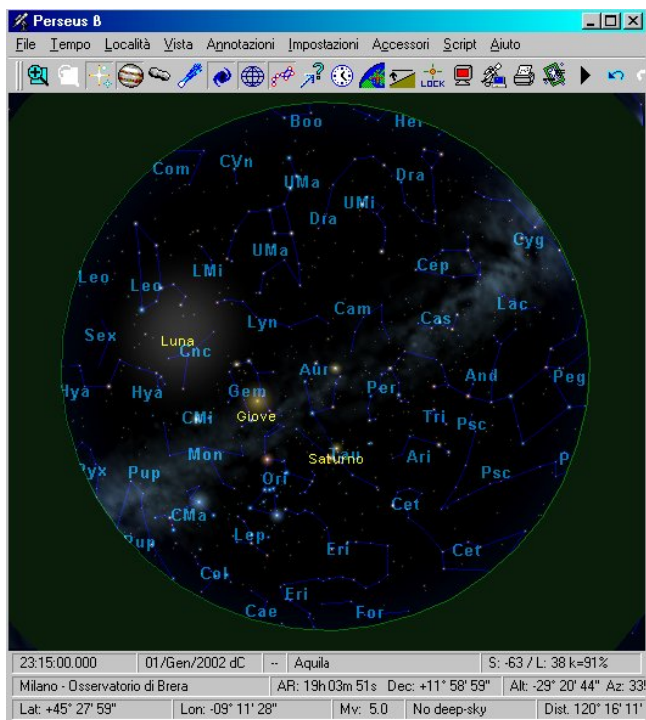 Perseus ß
File Tempo Località Vista Annotazioni Impostazioni Accessori Script Aiuto
LOCK
Boo Her
Com CVn UMa Dra
UMi
Dra
UMa Cyg
Leo Leo LMi Cep
Lac
Sex Lyn Cam Cas
Luna
Cnc
Aur And Peg
Hya Hya Gem Per
CMi Giove Tri Psc
Mon Saturno Tau Ari
Pyx Pup Ori Psc
CMa Cet
Pup Lep Eri Cet
Col
Eri
Cae For
23:15:00.000 01/Gen/2002 dC -- Aquila S: -63 / L: 38 k=91%
Milano - Osservatorio di Brera AR: 19h 03m 51s Dec: +11° 58' 59" Alt: -29° 20' 44" Az: 335
Lat: +45° 27' 59" Lon: -09° 11' 28" Mv: 5.0 No deep-sky Dist. 120° 16' 11"